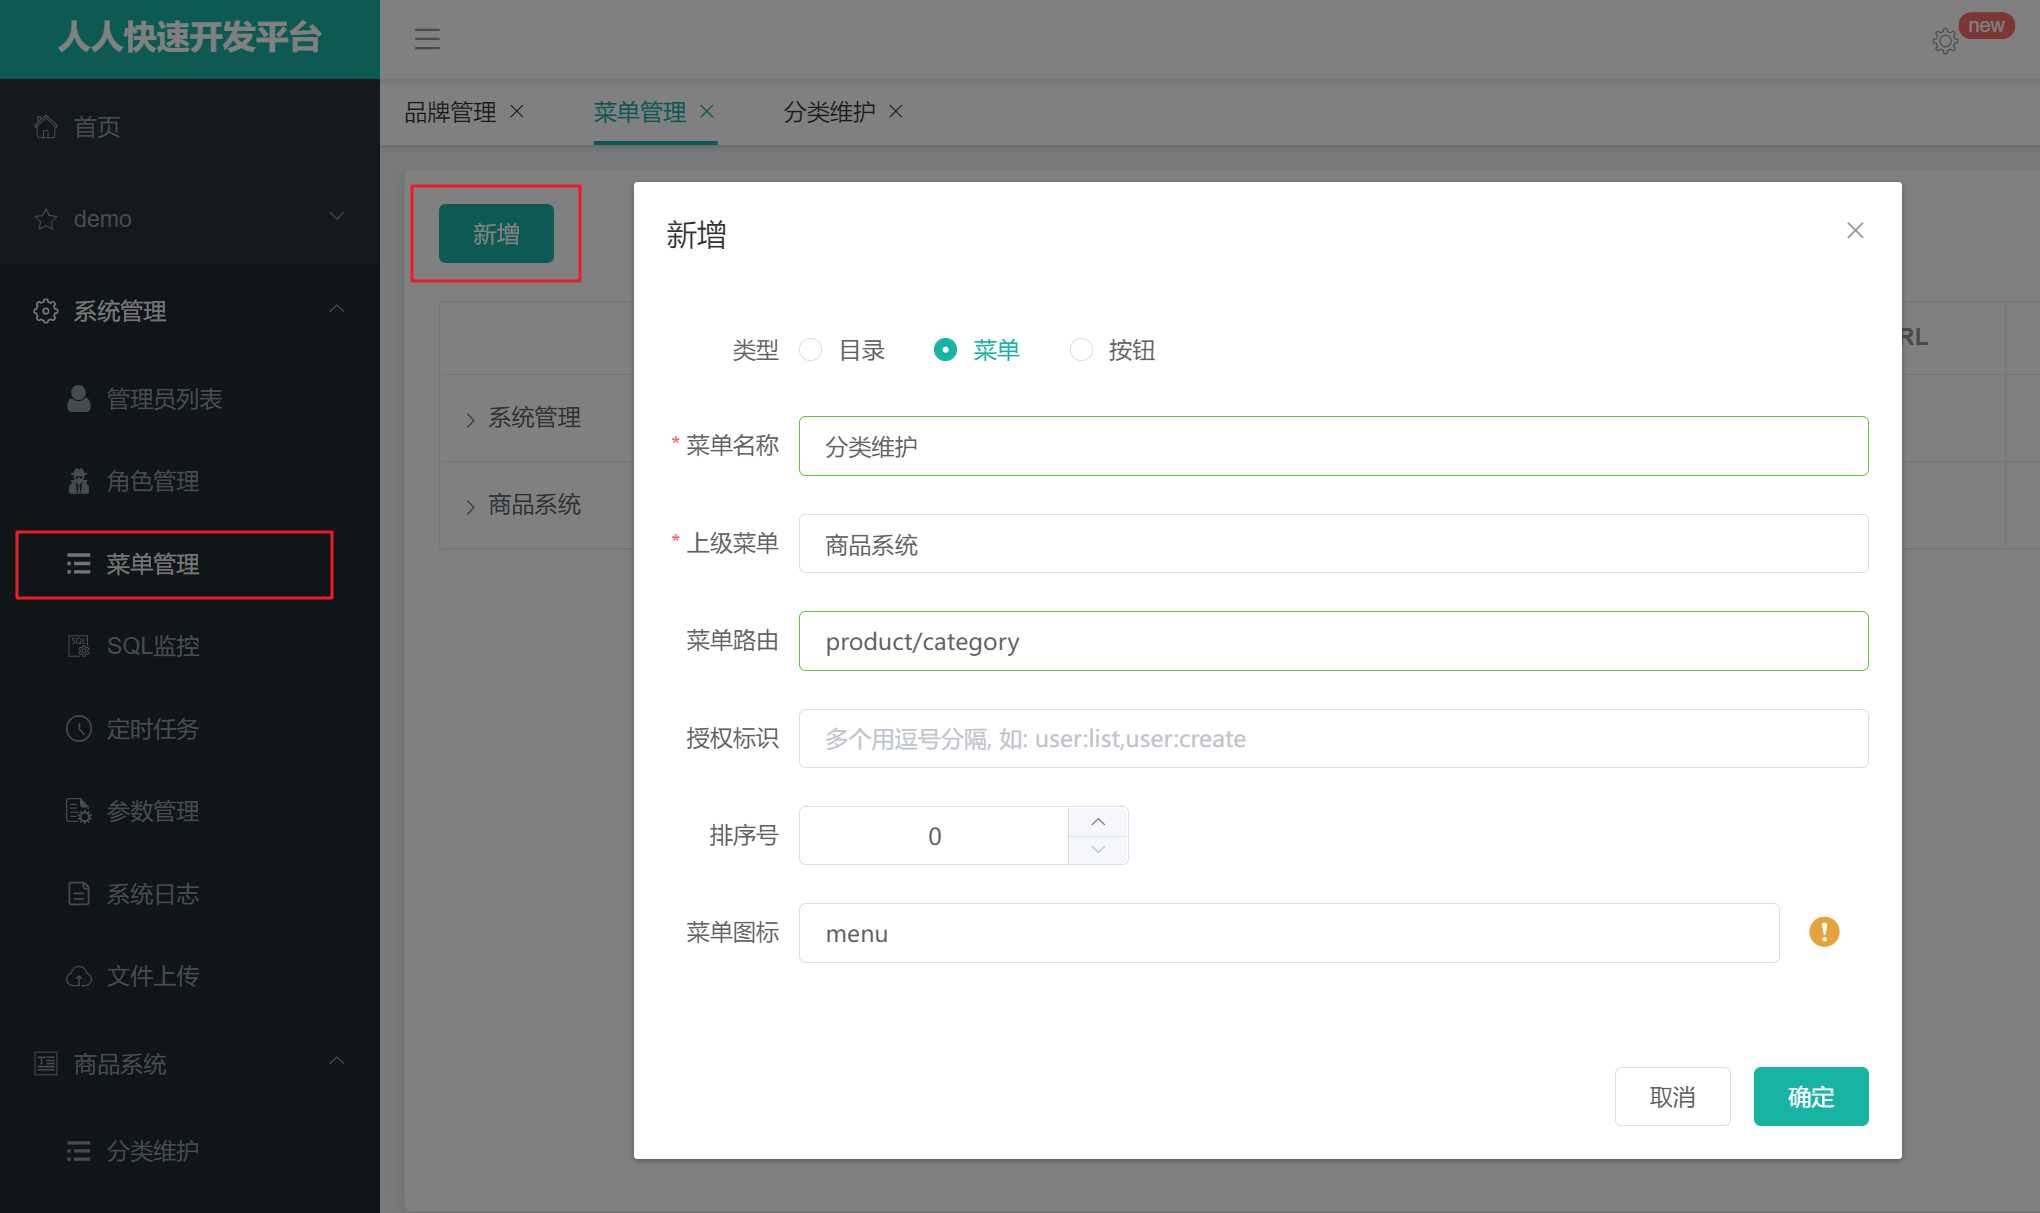 人人快速开发平台
new
首页
demo
系统管理
管理员列表
角色管理
菜单管理
SQL监控
定时任务
参数管理
系统日志
文件上传
商品系统
分类维护
品牌管理
菜单管理
分类维护
新增
RL
系统管理
商品系统
新增
类型 目录 菜单 按钮
* 菜单名称 分类维护
* 上级菜单 商品系统
菜单路由 product/category
授权标识 多个用逗号分隔, 如: user:list,user:create
排序号 0
菜单图标 menu
取消 确定